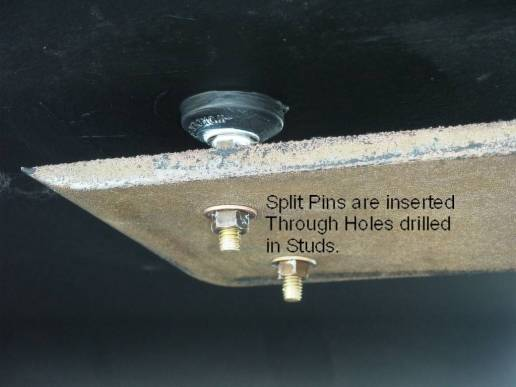 Split Pins are inserted
Through Holes drilled
in Studs.